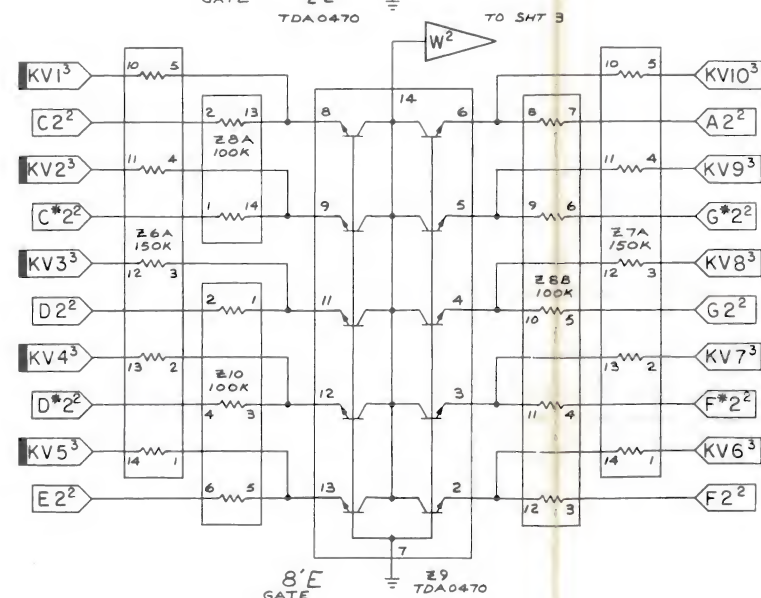 GATE
TDA0470
TO SHT 3
W²
KV1³ 10 5 10 5 KV10³
14
C2² 2 13 8 6 8 7 A2²
Z8A
100K
KV2³ 11 4 11 4 KV9³
C*2² 1 14 9 5 9 6 G*2²
Z6A
150K
Z7A
150K
KV3³ 12 3 12 3 KV8³
Z8B
100K
D2² 2 1 11 4 10 5 G2²
KV4³ 13 2 13 2 KV7³
Z10
100K
D*2² 4 3 12 3 11 4 F*2²
KV5³ 14 1 14 1 KV6³
E2² 6 5 13 2 12 3 F2²
7
8'E
GATE
Z9
TDA0470